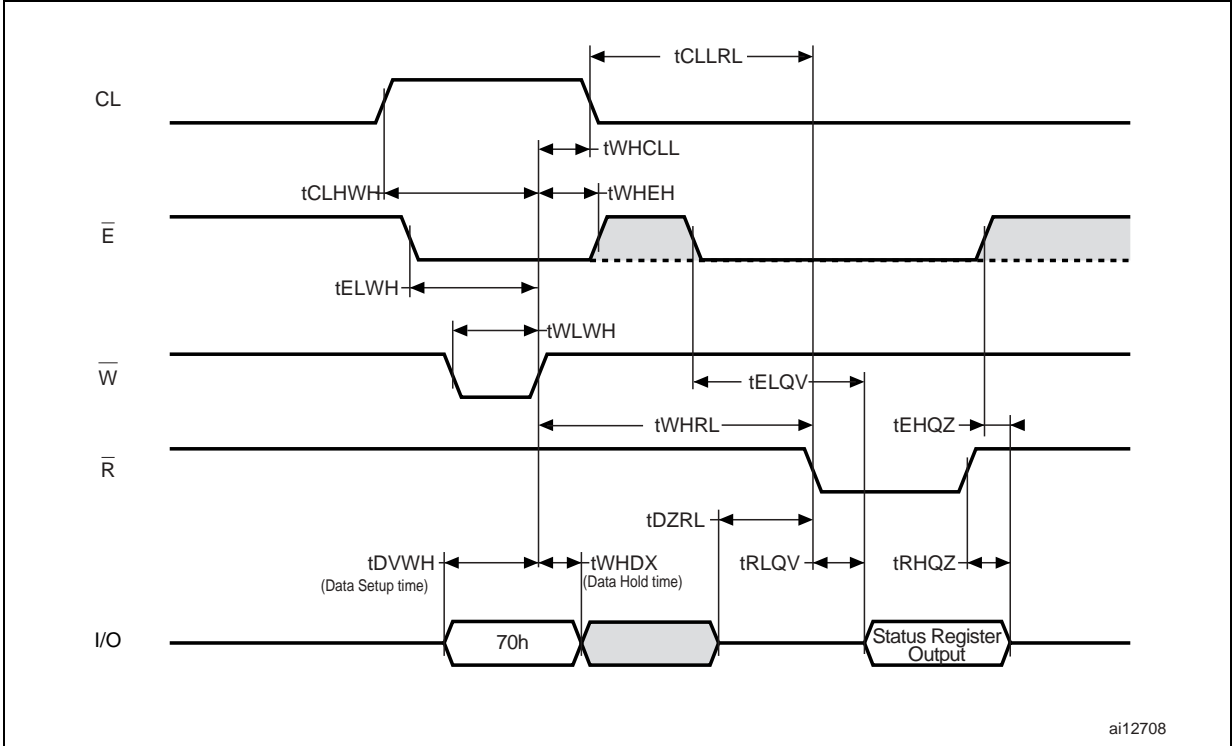 tCLLRL
CL
tWHCLL
tCLHWH
tWHEH
E
tELWH
tWLWH
W
tELQV
tWHRL
tEHQZ
R
tDZRL
tDVWH
(Data Setup time)
tWHDX
(Data Hold time)
tRLQV
tRHQZ
I/O
70h
Status Register
Output
ai12708